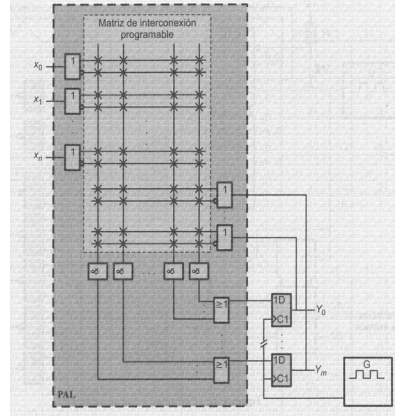 Matriz de interconexión
programable
x0
1
x1
1
xn
1
1
1
& & & &
≥1
1D
C1
Y0
≥1
1D
C1
Ym
G
PAL